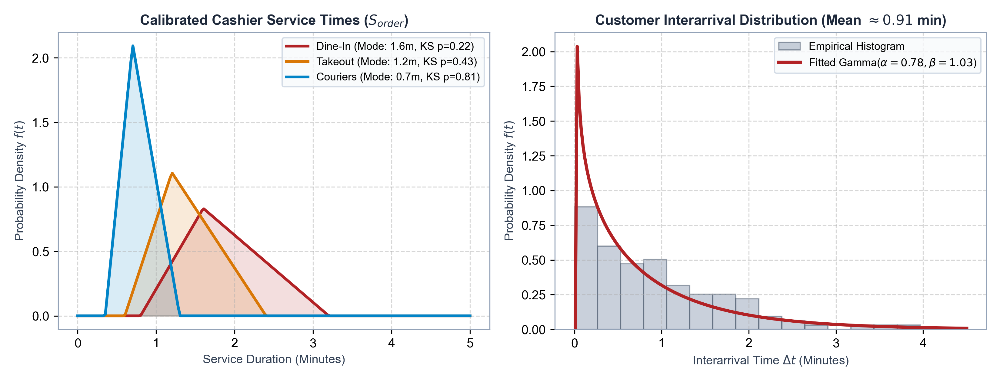 Calibrated Cashier Service Times ($S_{order}$)
Probability Density $f(t)$
2.0
1.5
1.0
0.5
0.0
Dine-In (Mode: 1.6m, KS p=0.22)
Takeout (Mode: 1.2m, KS p=0.43)
Couriers (Mode: 0.7m, KS p=0.81)
0 1 2 3 4 5
Service Duration (Minutes)
Customer Interarrival Distribution (Mean ≈0.91 min)
Probability Density $f(t)$
2.00
1.75
1.50
1.25
1.00
0.75
0.50
0.25
0.00
Empirical Histogram
Fitted Gamma(α = 0.78, β = 1.03)
0 1 2 3 4
Interarrival Time Δt (Minutes)